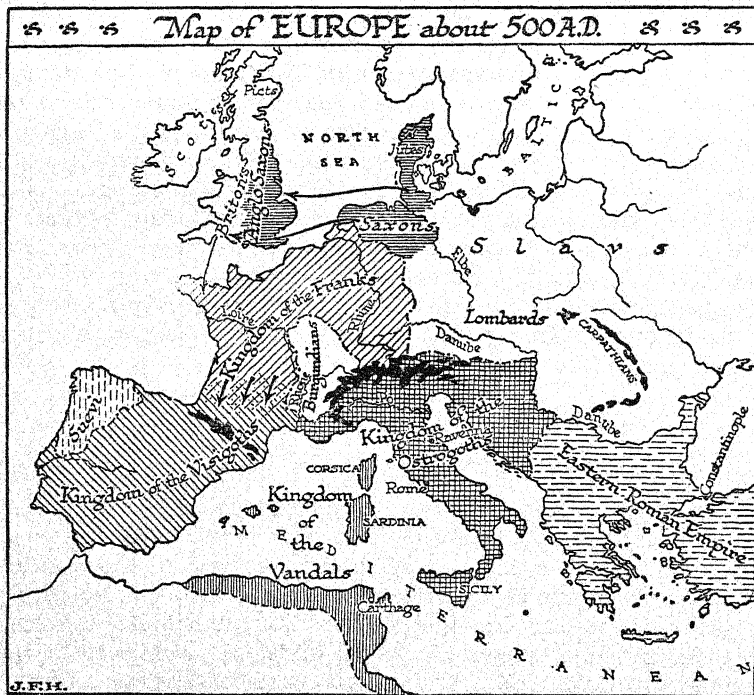 Map of EUROPE about 500 A.D.
Picts
Scots
NORTH
SEA
Jutes
BALTIC
Britons
Anglo Saxons
Saxons
Slavs
Elbe
Kingdom of the Franks
Loire
Rhine
Lombards
CARPATHIANS
Danube
Burgundians
Rhone
Danube
Suevi
Kingdom of the Visigoths
Kingdom of the
Ravenna
Ostrogoths
Constantinople
Eastern Roman Empire
CORSICA
Rome
Kingdom
of
the
Vandals
SARDINIA
SICILY
Carthage
MEDITERRANEAN
J.F.H.